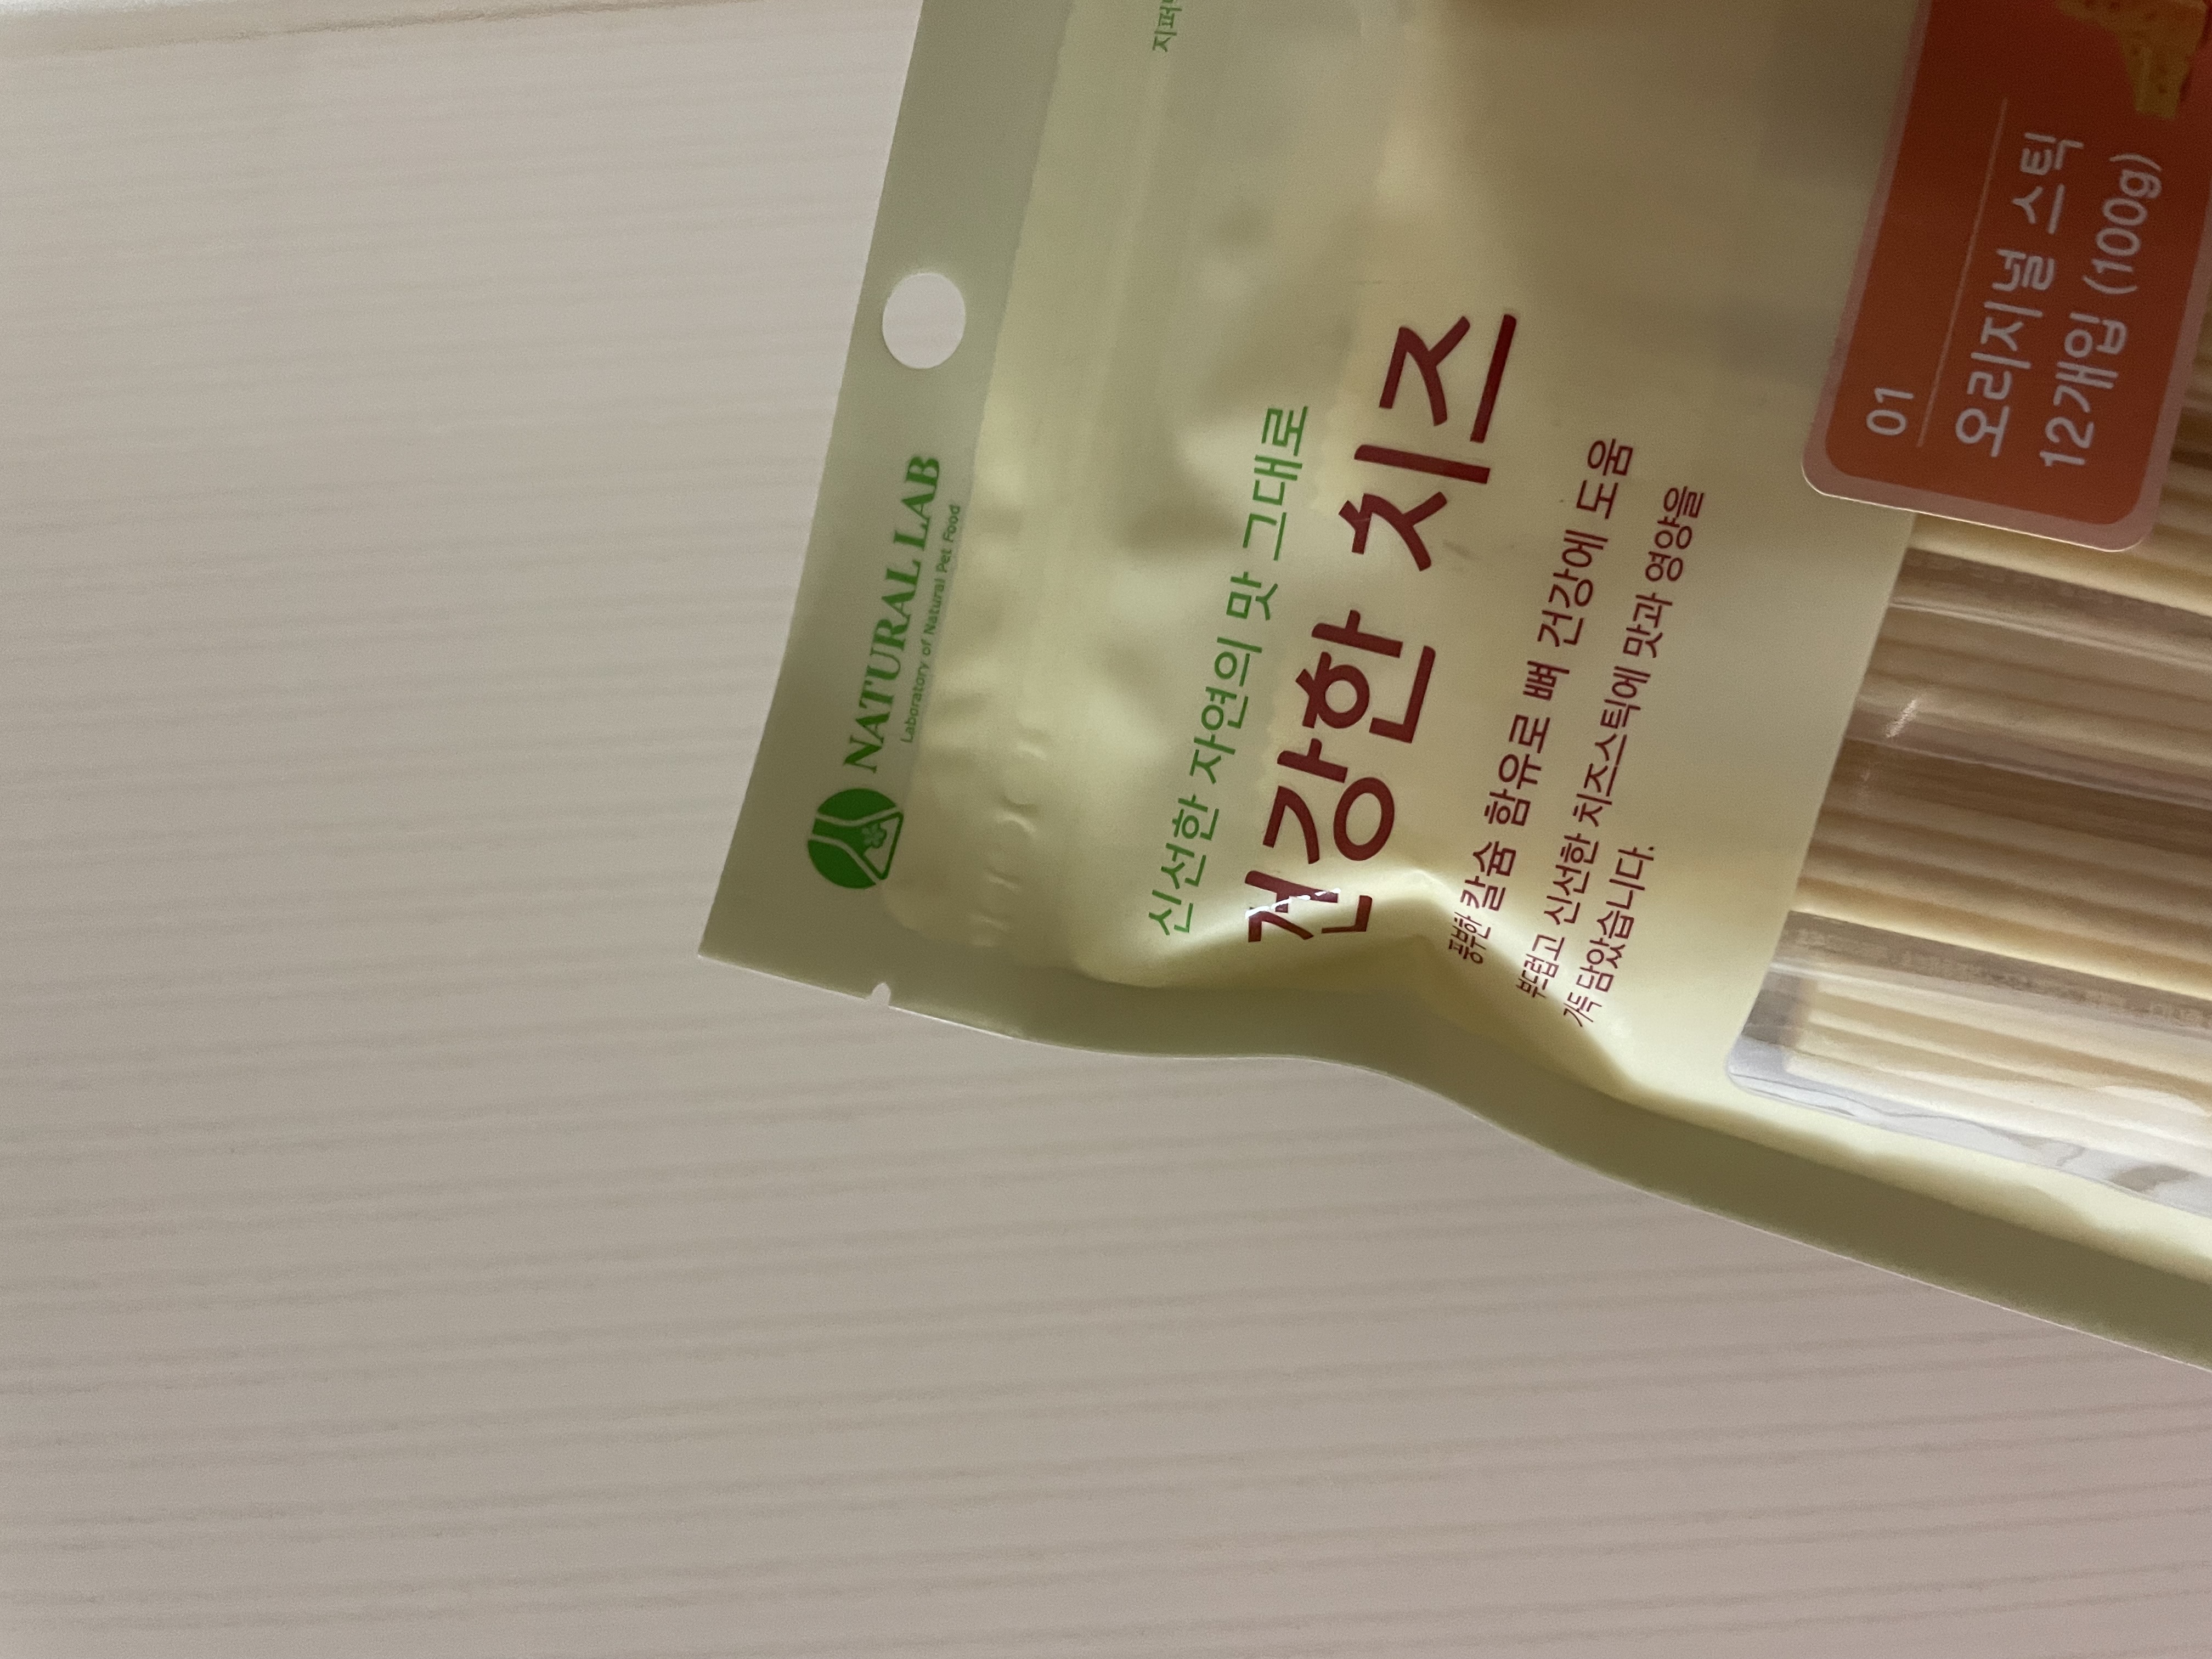 NATURAL LAB
Laboratory of Natural Pet Food
신선한 자연의 맛 그대로
건강한 치즈
풍부한 칼슘 함유로 뼈 건강에 도움
부드럽고 신선한 치즈스틱에 맛과 영양을
가득 담았습니다.
01
오리지널 스틱
12개입 (100g)